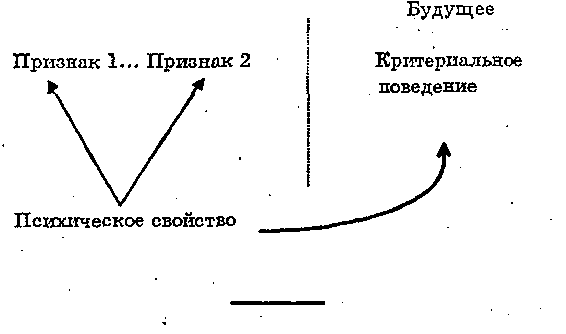 Будущее
Признак 1... Признак 2
Критериальное
поведение
Психическое свойство